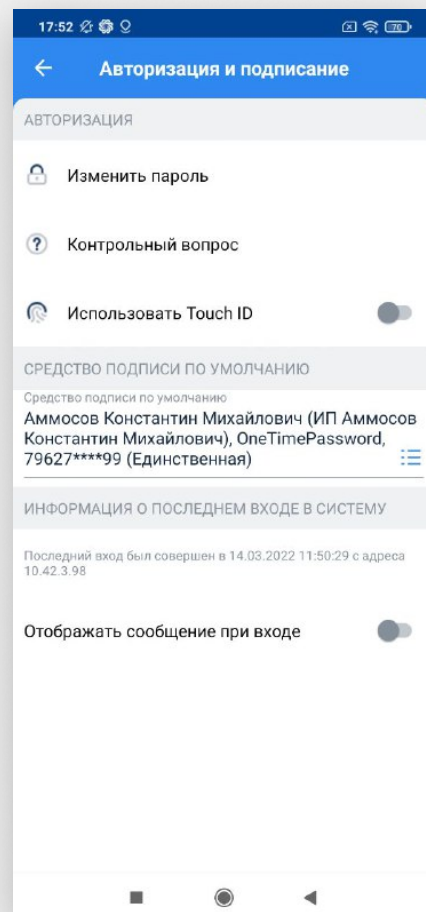 17:52
70
Авторизация и подписание
АВТОРИЗАЦИЯ
Изменить пароль
Контрольный вопрос
Использовать Touch ID
СРЕДСТВО ПОДПИСИ ПО УМОЛЧАНИЮ
Средство подписи по умолчанию
Аммосов Константин Михайлович (ИП Аммосов
Константин Михайлович), OneTimePassword,
79627****99 (Единственная)
ИНФОРМАЦИЯ О ПОСЛЕДНЕМ ВХОДЕ В СИСТЕМУ
Последний вход был совершен в 14.03.2022 11:50:29 с адреса
10.42.3.98
Отображать сообщение при входе